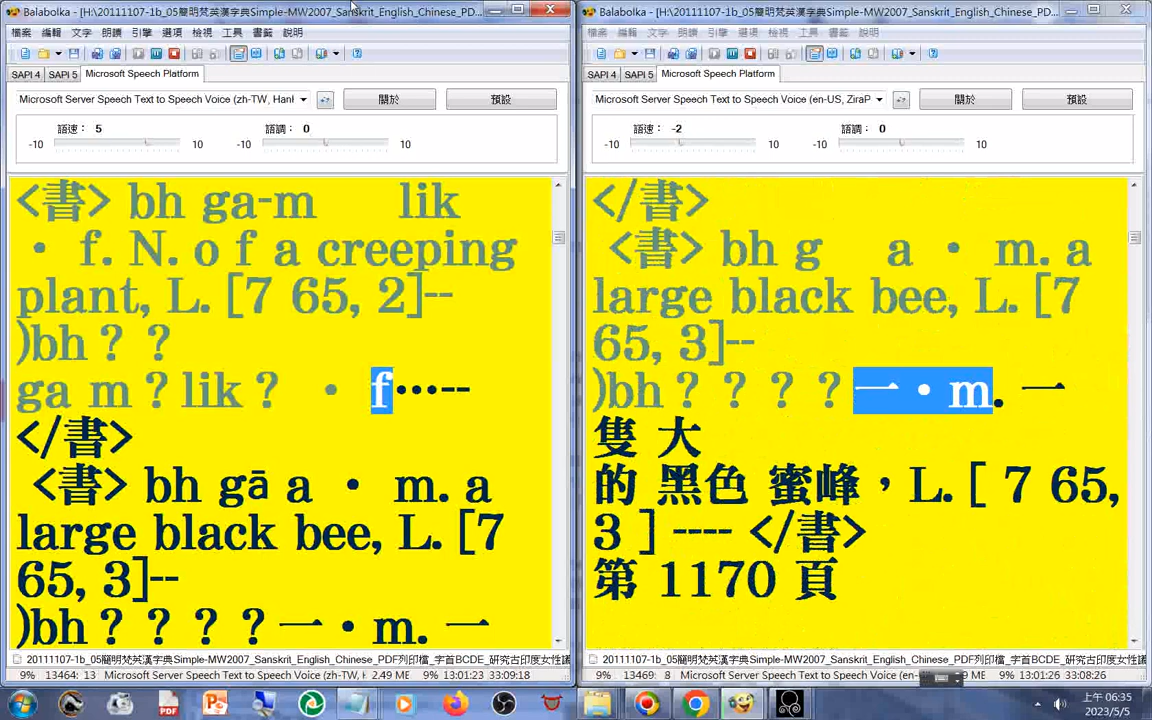 Balabolka - [H:\20111107-1b_05簡明梵英漢字典Simple-MW2007_Sanskrit_English_Chinese_PD...
檔案 編輯 文字 朗讀 引擎 選項 檢視 工具 書籤 說明
SAPI 4 SAPI 5 Microsoft Speech Platform
Microsoft Server Speech Text to Speech Voice (zh-TW, Hanl
關於 預設
語速： 5 語調： 0
-10 10 -10 10
<書> bh ga-m lik
• f. N. o f a creeping
plant, L. [7 65, 2]--
)bh ? ?
ga m ? lik ? • f…--
</書>
<書> bh gā a • m. a
large black bee, L. [7
65, 3]--
)bh ? ? ? ? 一 • m. 一
20111107-1b_05簡明梵英漢字典Simple-MW2007_Sanskrit_English_Chinese_PDF列印檔_字首BCDE_研究古印度女性議
9% 13464: 13 Microsoft Server Speech Text to Speech Voice (zh-TW, H 2.49 MB 9% 13:01:23 33:09:18
Balabolka - [H:\20111107-1b_05簡明梵英漢字典Simple-MW2007_Sanskrit_English_Chinese_PD...
檔案 編輯 文字 朗讀 引擎 選項 檢視 工具 書籤 說明
SAPI 4 SAPI 5 Microsoft Speech Platform
Microsoft Server Speech Text to Speech Voice (en-US, ZiraP
關於 預設
語速： -2 語調： 0
-10 10 -10 10
</書>
<書> bh g a • m. a
large black bee, L. [7
65, 3]--
)bh ? ? ? ? 一 • m. 一
隻 大
的 黑色 蜜峰，L. [ 7 65,
3 ] ---- </書>
第 1170 頁
20111107-1b_05簡明梵英漢字典Simple-MW2007_Sanskrit_English_Chinese_PDF列印檔_字首BCDE_研究古印度女性議
9% 13469: 8 Microsoft Server Speech Text to Speech Voice (en-US, 9 MB 9% 13:01:26 33:08:26
PDF
上午 06:35
2023/5/5